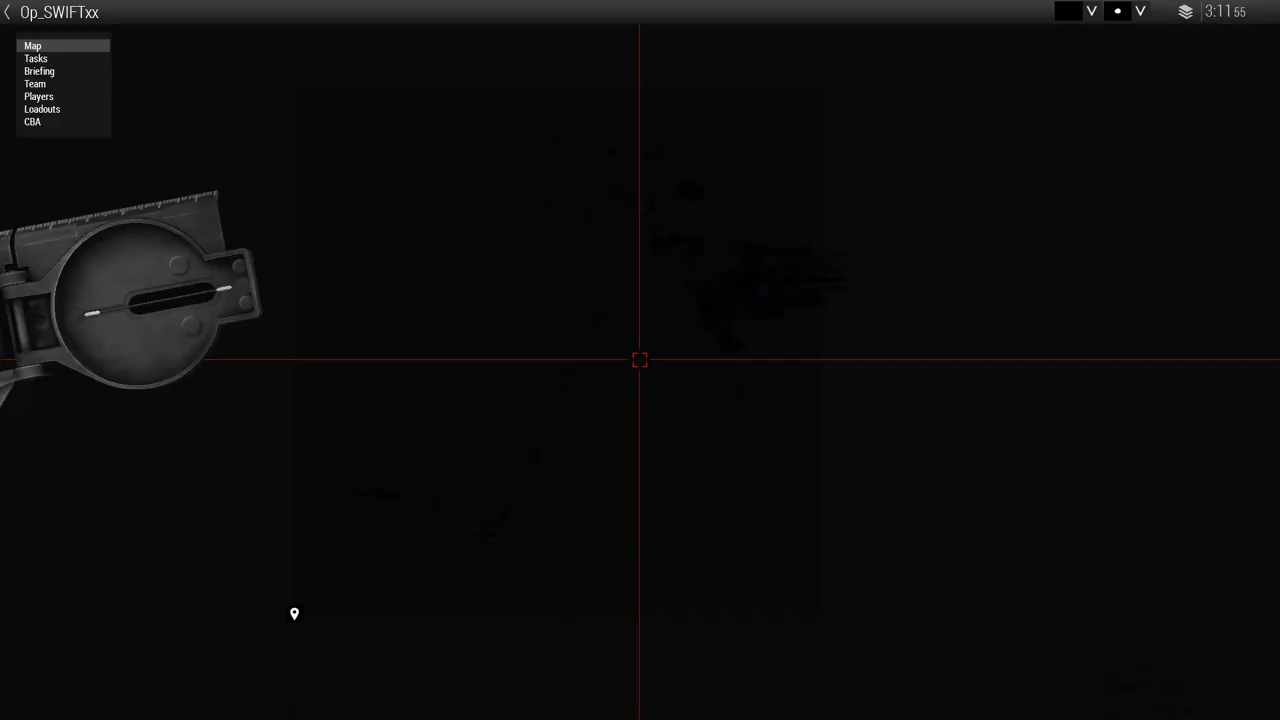 Op_SWIFTxx
V
V
3:11 55
Map
Tasks
Briefing
Team
Players
Loadouts
CBA